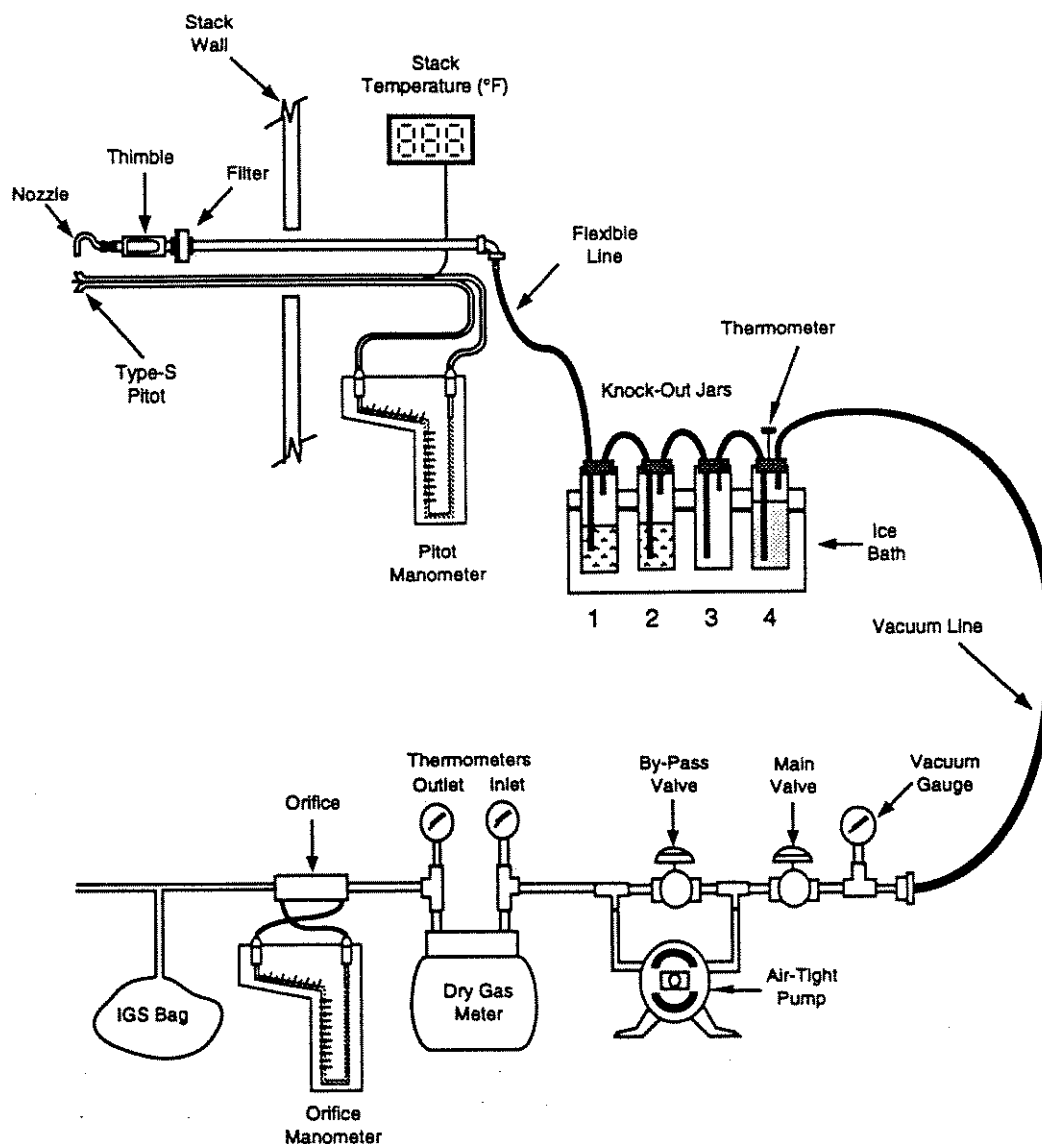 Stack
Wall
Stack
Temperature (°F)
888
Thimble
Filter
Nozzle
Flexible
Line
Type-S
Pitot
Thermometer
Knock-Out Jars
Pitot
Manometer
Ice
Bath
1 2 3 4
Vacuum Line
Thermometers
Outlet Inlet
By-Pass
Valve
Main
Valve
Vacuum
Gauge
Orifice
IGS Bag
Dry Gas
Meter
Air-Tight
Pump
Orifice
Manometer